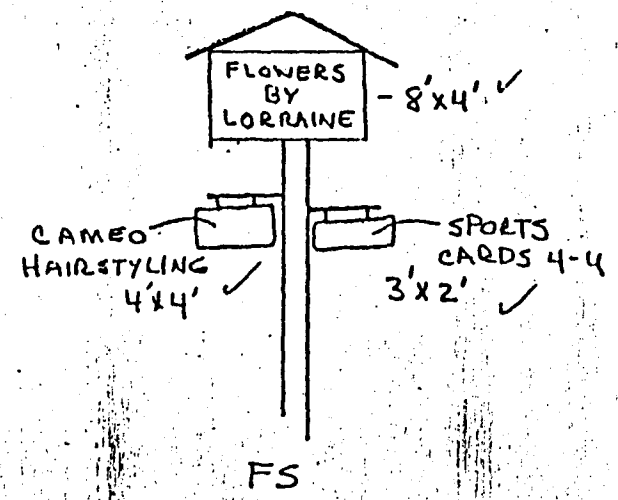 FLOWERS
BY
LORRAINE
- 8'x4' ✓
CAMEO
HAIRSTYLING
4'x4' ✓
SPORTS
CARDS 4-4
3'x2' ✓
FS